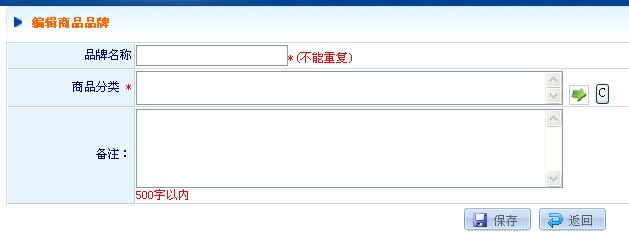 编辑商品品牌
品牌名称 *(不能重复)
商品分类 * C
备注：
500字以内
保存 返回